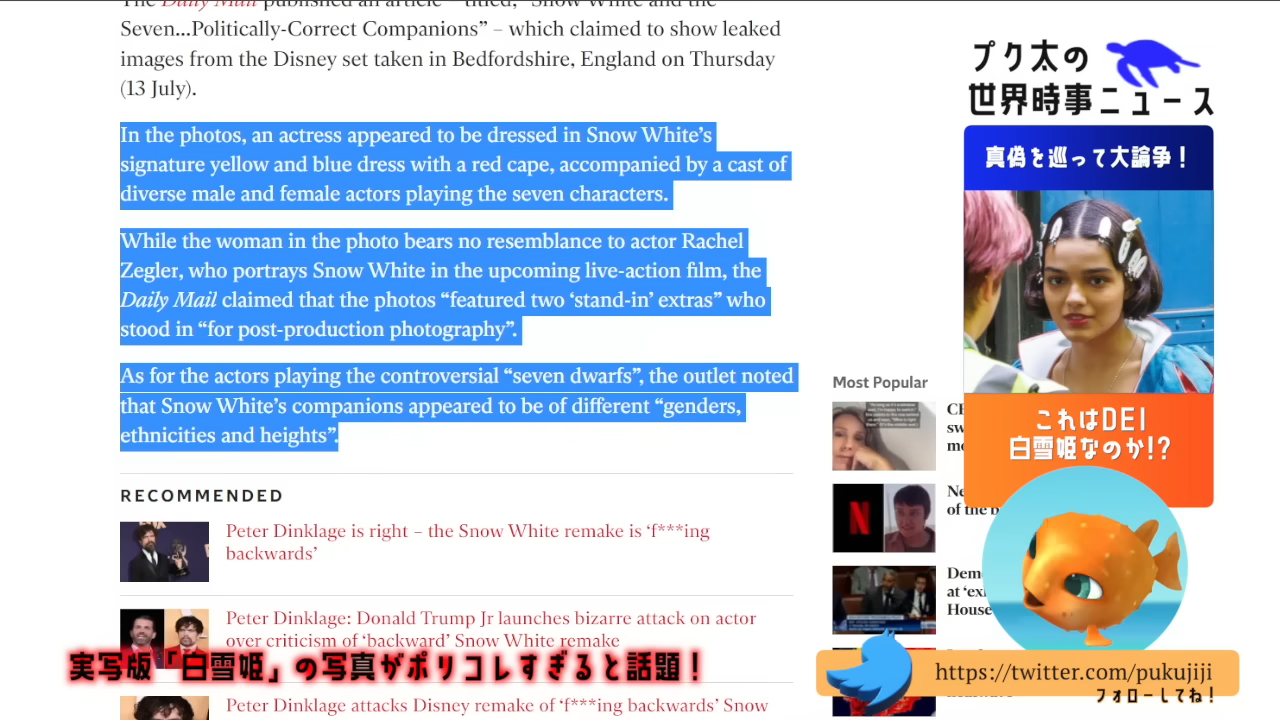 The Daily Mail published an article – titled, "Snow White and the
Seven...Politically-Correct Companions” – which claimed to show leaked
images from the Disney set taken in Bedfordshire, England on Thursday
(13 July).
In the photos, an actress appeared to be dressed in Snow White’s
signature yellow and blue dress with a red cape, accompanied by a cast of
diverse male and female actors playing the seven characters.
While the woman in the photo bears no resemblance to actor Rachel
Zegler, who portrays Snow White in the upcoming live-action film, the
Daily Mail claimed that the photos “featured two ‘stand-in’ extras” who
stood in “for post-production photography”.
As for the actors playing the controversial “seven dwarfs”, the outlet noted
that Snow White’s companions appeared to be of different “genders,
ethnicities and heights”.
RECOMMENDED
Peter Dinklage is right – the Snow White remake is ‘f***ing
backwards’
Peter Dinklage: Donald Trump Jr launches bizarre attack on actor
over criticism of ‘backward’ Snow White remake
Peter Dinklage attacks Disney remake of ‘f***ing backwards’ Snow
実写版「白雪姫」の写真がポリコレすぎると話題！
Most Popular
of the
at
House
プク太の
世界時事ニュース
真偽を巡って大論争！
これはDEI
白雪姫なのか!?
https://twitter.com/pukujiji
フォローしてね！